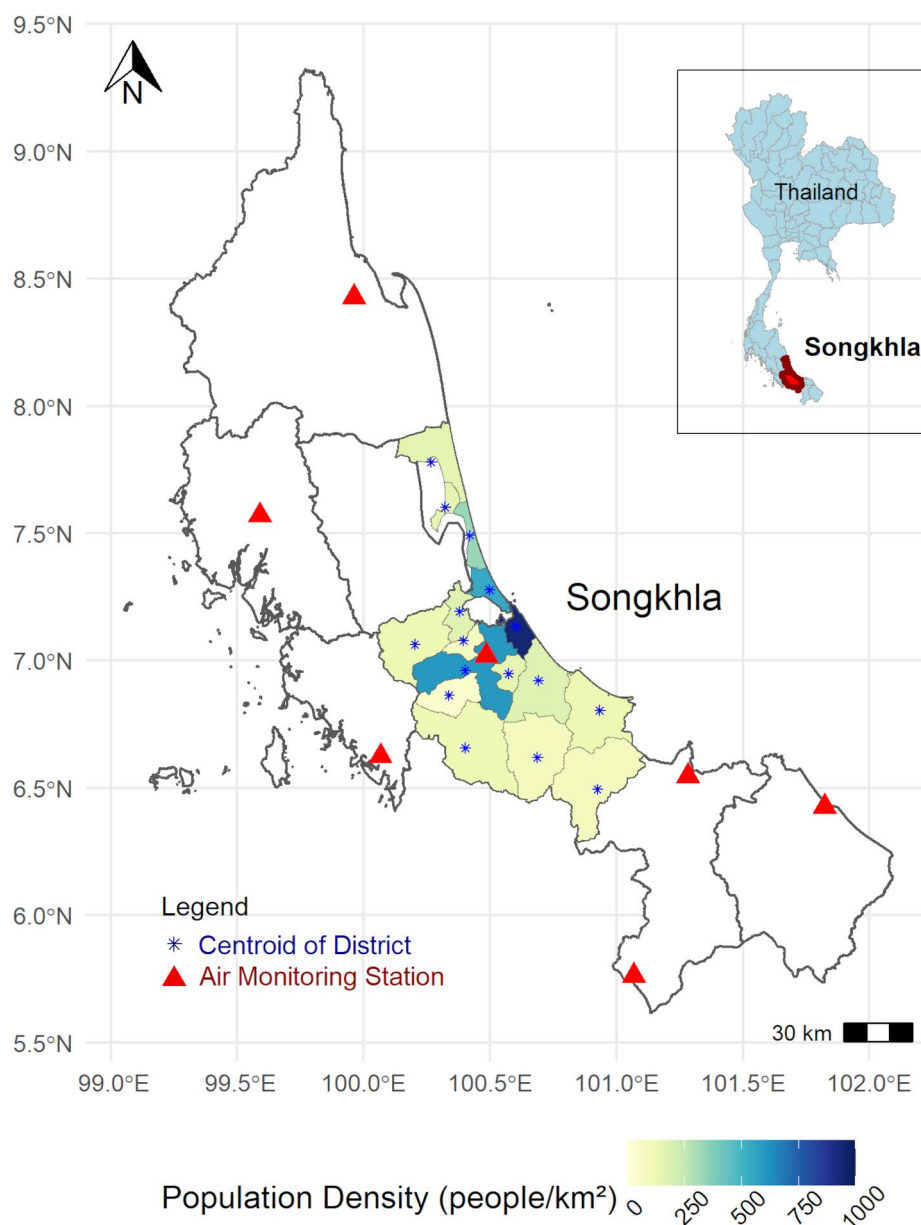 9.5°N
N
9.0°N
Thailand
8.5°N
Songkhla
8.0°N
7.5°N
Songkhla
7.0°N
6.5°N
6.0°N
Legend
Centroid of District
Air Monitoring Station
30 km
5.5°N
99.0°E 99.5°E 100.0°E 100.5°E 101.0°E 101.5°E 102.0°E
Population Density (people/km²)
0 250 500 750 1000